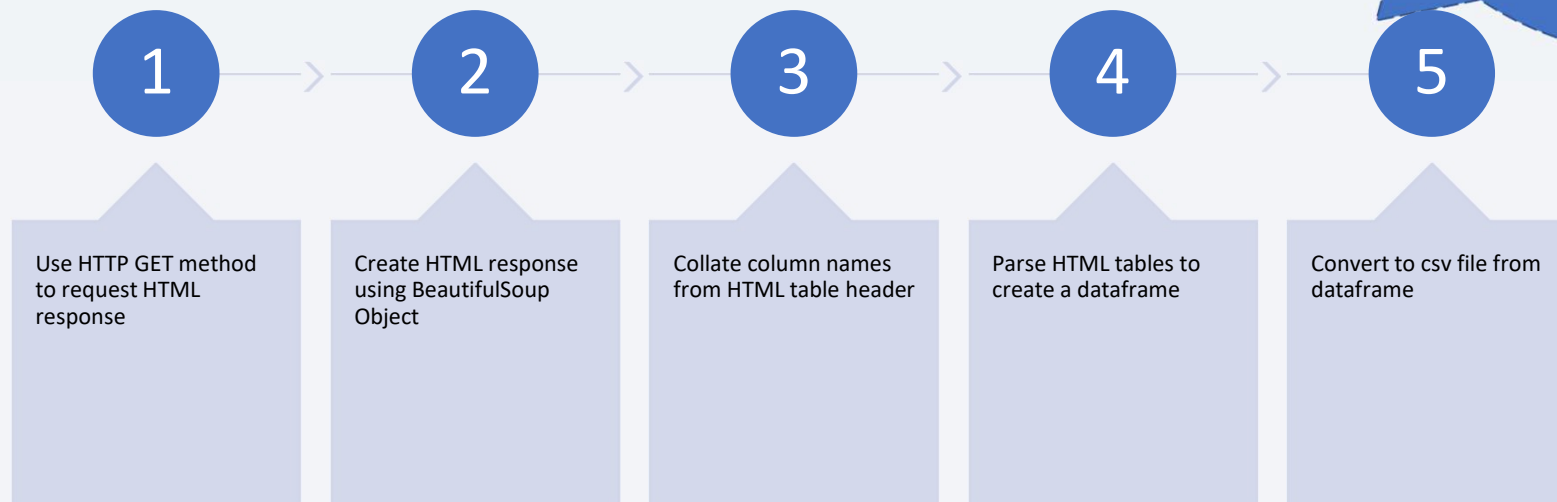 1
2
3
4
5
Use HTTP GET method
to request HTML
response
Create HTML response
using BeautifulSoup
Object
Collate column names
from HTML table header
Parse HTML tables to
create a dataframe
Convert to csv file from
dataframe